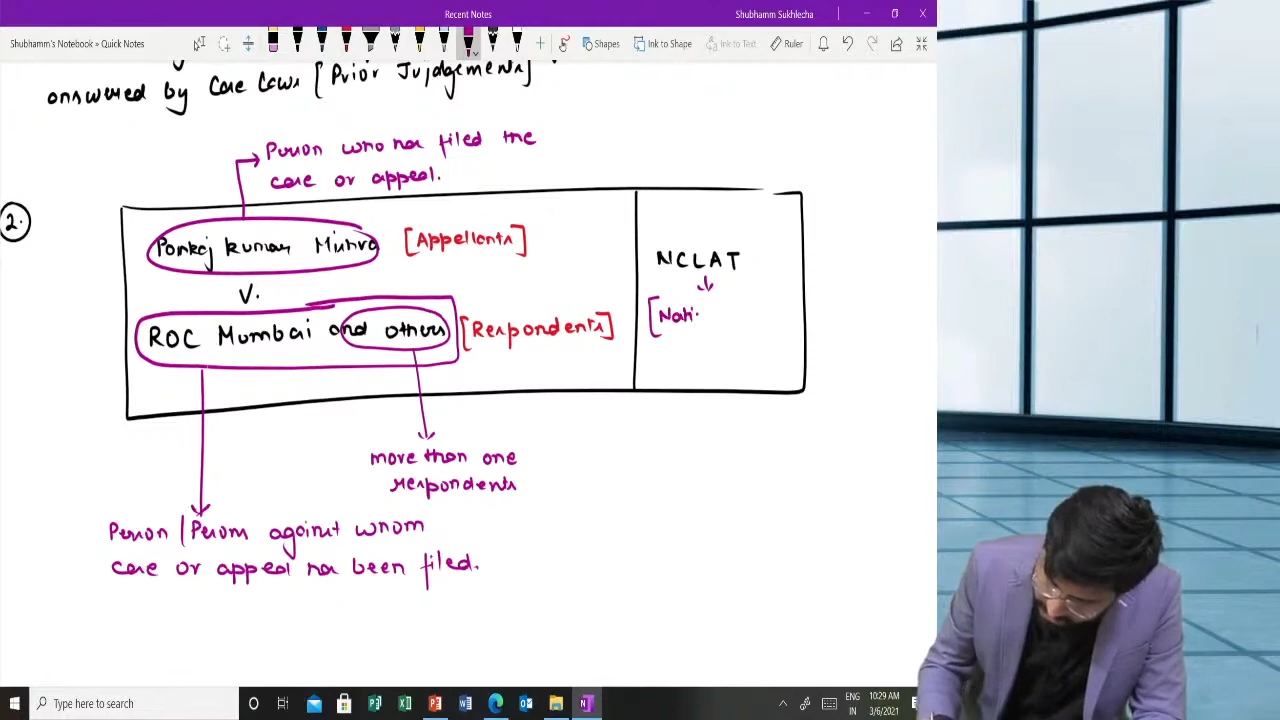 Recent Notes
Shubhamm Sukhlecha
Shubhamm's Notebook » Quick Notes
Shapes
Ink to Shape
Ink to Text
Ruler
answered by Case Laws [Prior Judgements]
Person who has filed the
case or appeal.
2.
Pankaj Kumar Mishra [Appellants]
V.
ROC Mumbai and others [Respondents]
NCLAT
[Nati
more than one
respondents
Person / Persons against whom
case or appeal has been filed.
Type here to search
ENG
IN
10:29 AM
3/6/2021